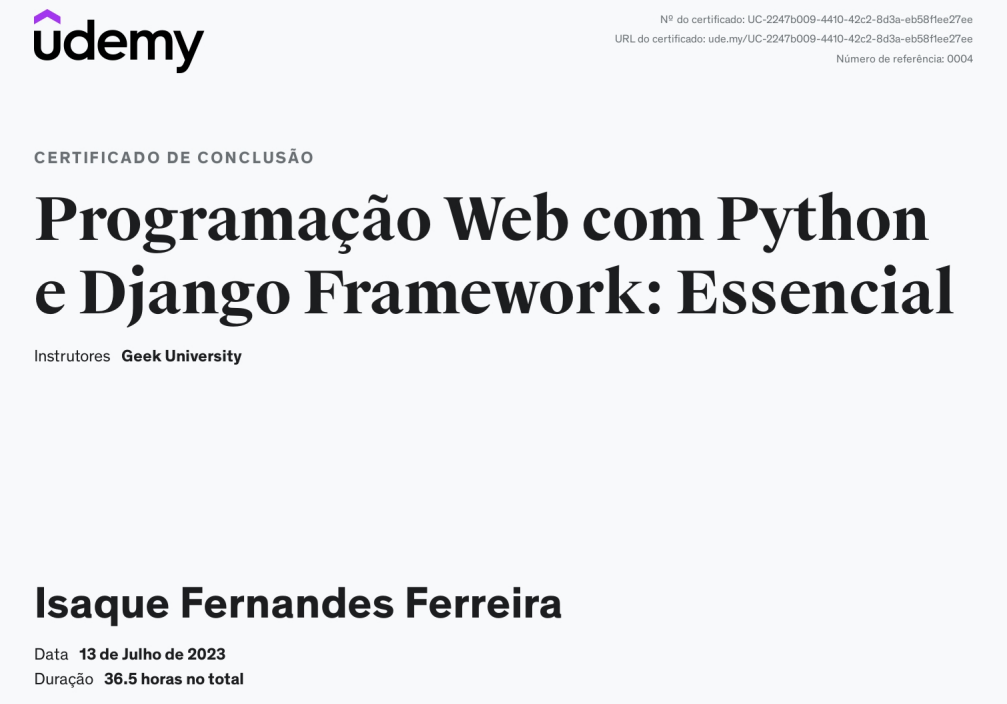 udemy
Nº do certificado: UC-2247b009-4410-42c2-8d3a-eb58f1ee27ee
URL do certificado: ude.my/UC-2247b009-4410-42c2-8d3a-eb58f1ee27ee
Número de referência: 0004
CERTIFICADO DE CONCLUSÃO
Programação Web com Python
e Django Framework: Essencial
Instrutores Geek University
Isaque Fernandes Ferreira
Data 13 de Julho de 2023
Duração 36.5 horas no total